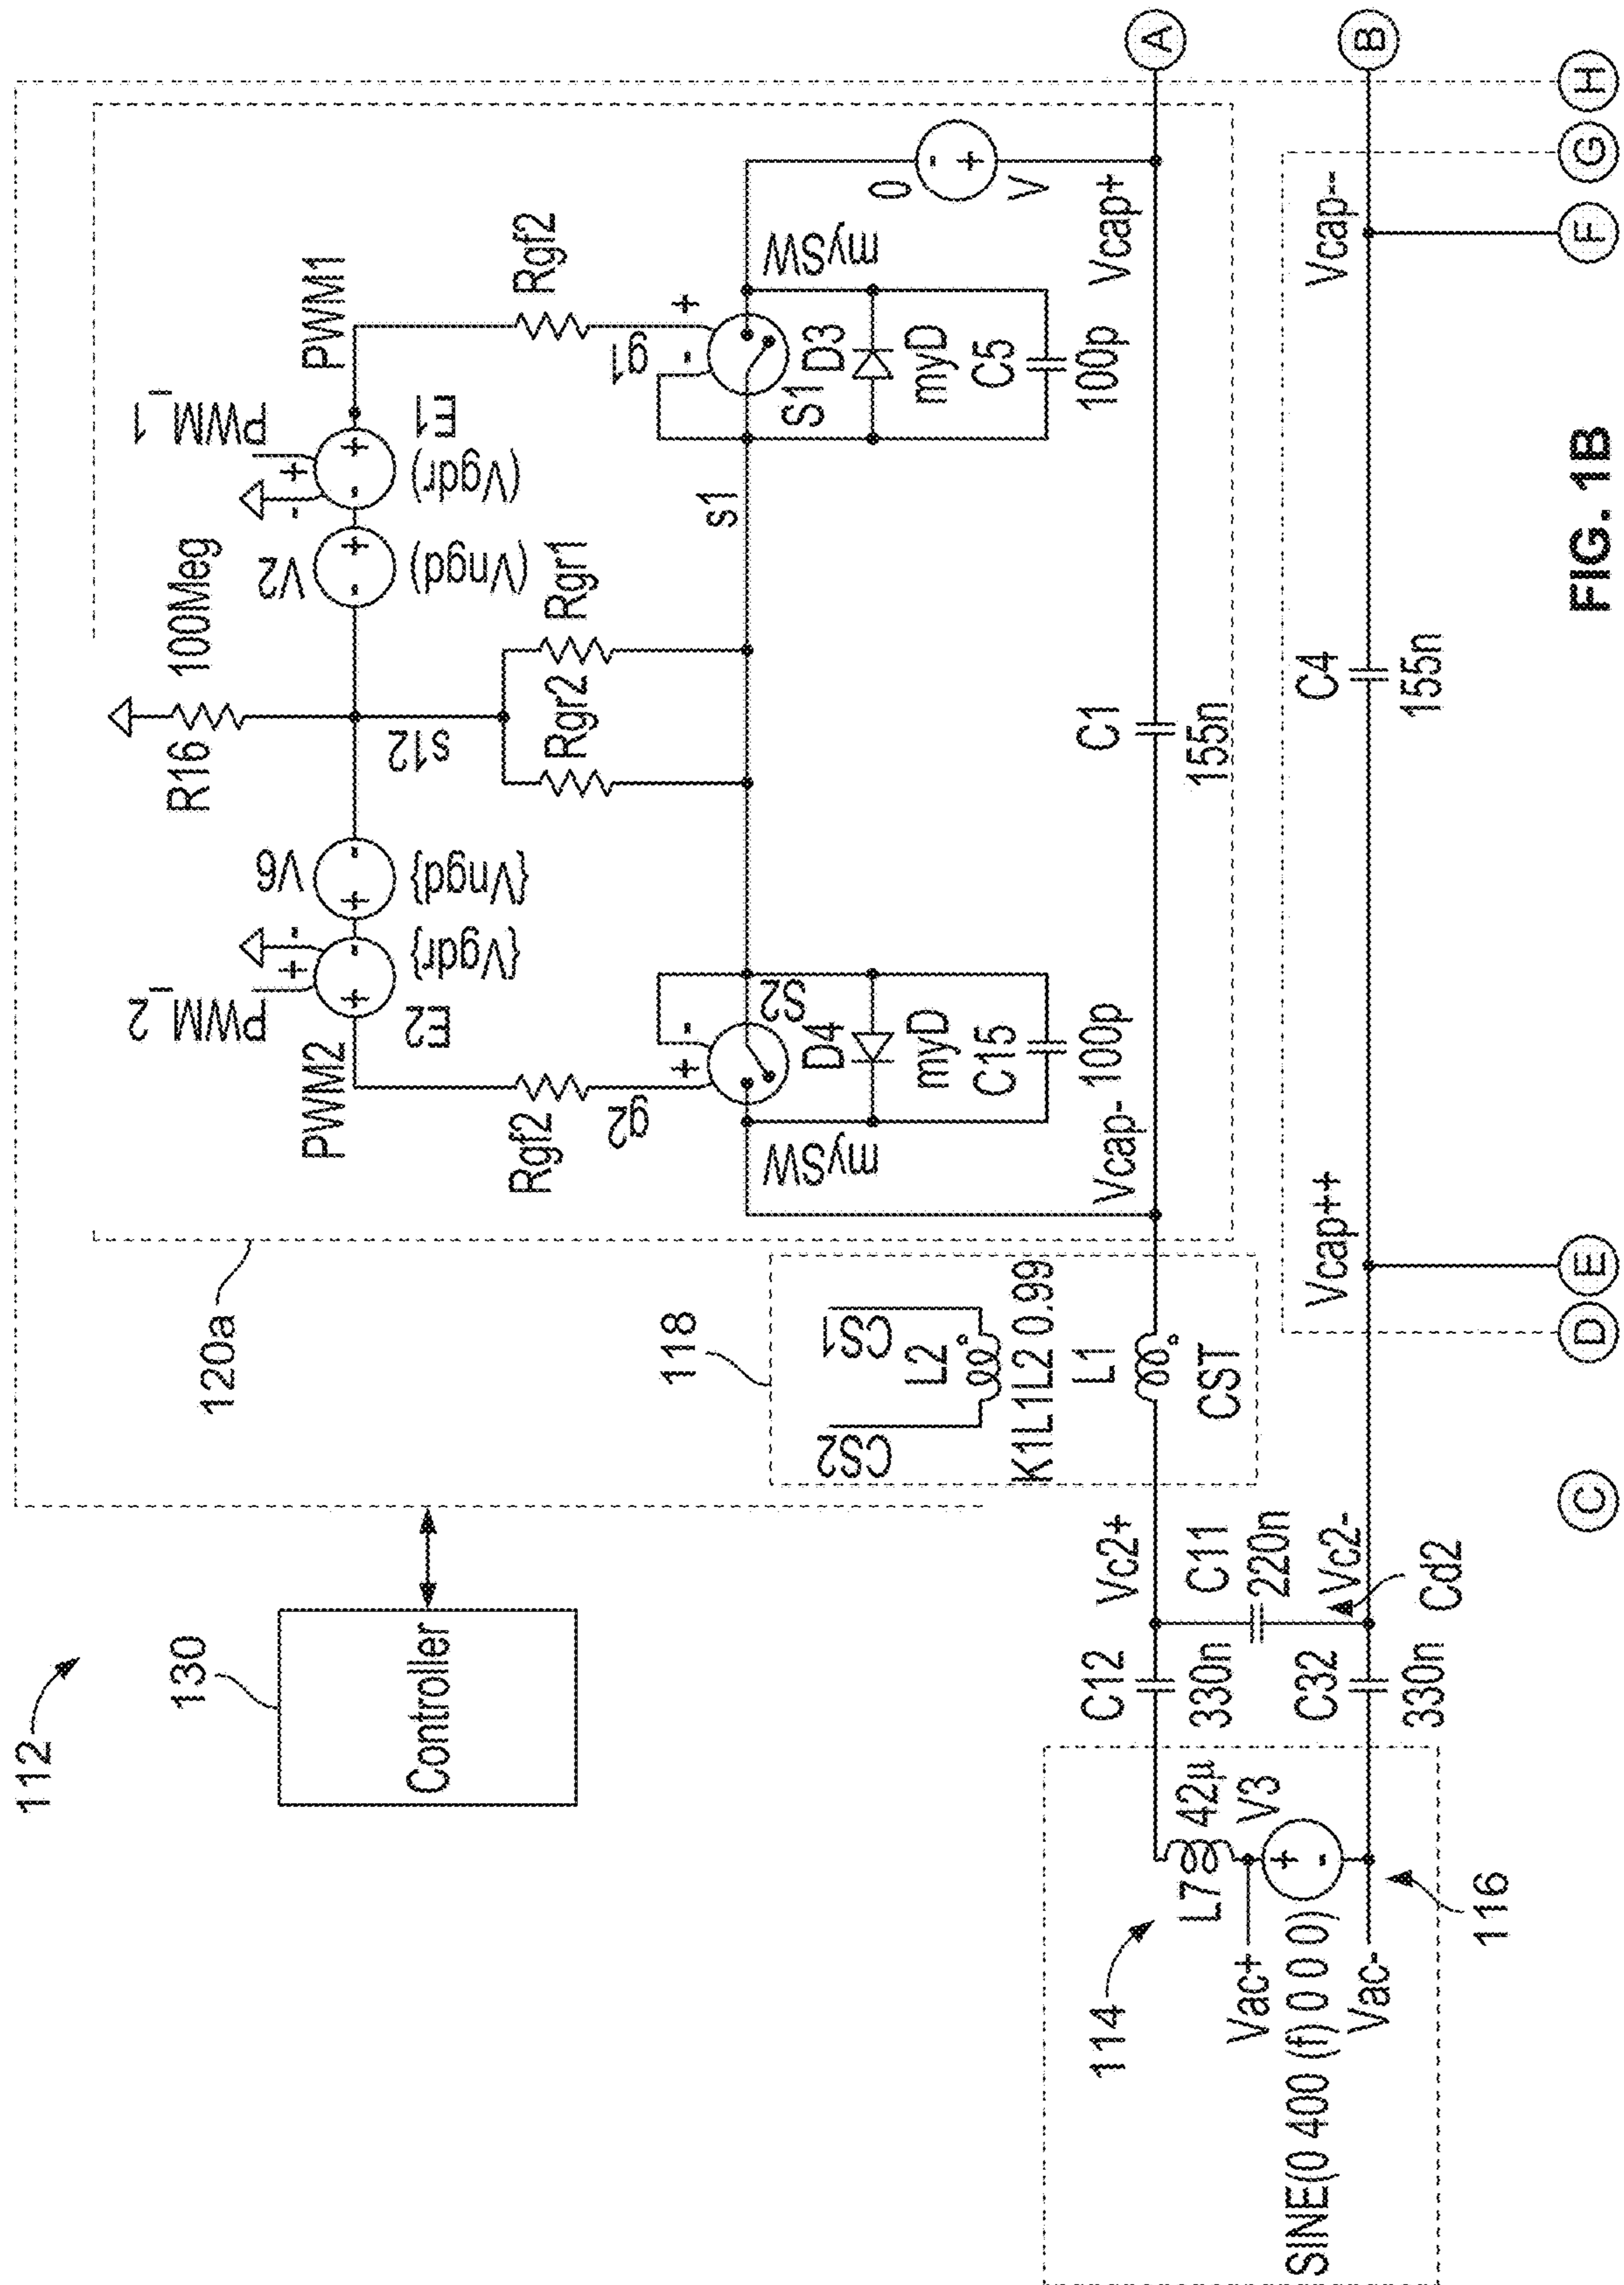 112
130
Controller
120a
118
CS1
CS2
L2
K1L1L2 0.99
L1
CST
R16
100Meg
PWM_2
PWM_1
V6
V2
E2
E1
{Vgdr}
{Vngd}
(Vngd)
(Vgdr)
PWM2
PWM1
s12
Rgf2
Rgr2
Rgr1
Rgf2
g2
g1
+
-
-
+
S2
s1
S1
mySW
mySW
D4
myD
C15
100p
D3
myD
C5
100p
0
-
+
V
Vcap-
C1
155n
Vcap+
A
114
L7
42µ
V3
+
-
Vac+
SINE(0 400 (f) 0 0 0)
Vac-
116
C12
330n
Vc2+
C11
220n
Vc2-
Cd2
C32
330n
Vcap++
C4
155n
Vcap--
B
C
D
E
F
G
H
FIG. 1B